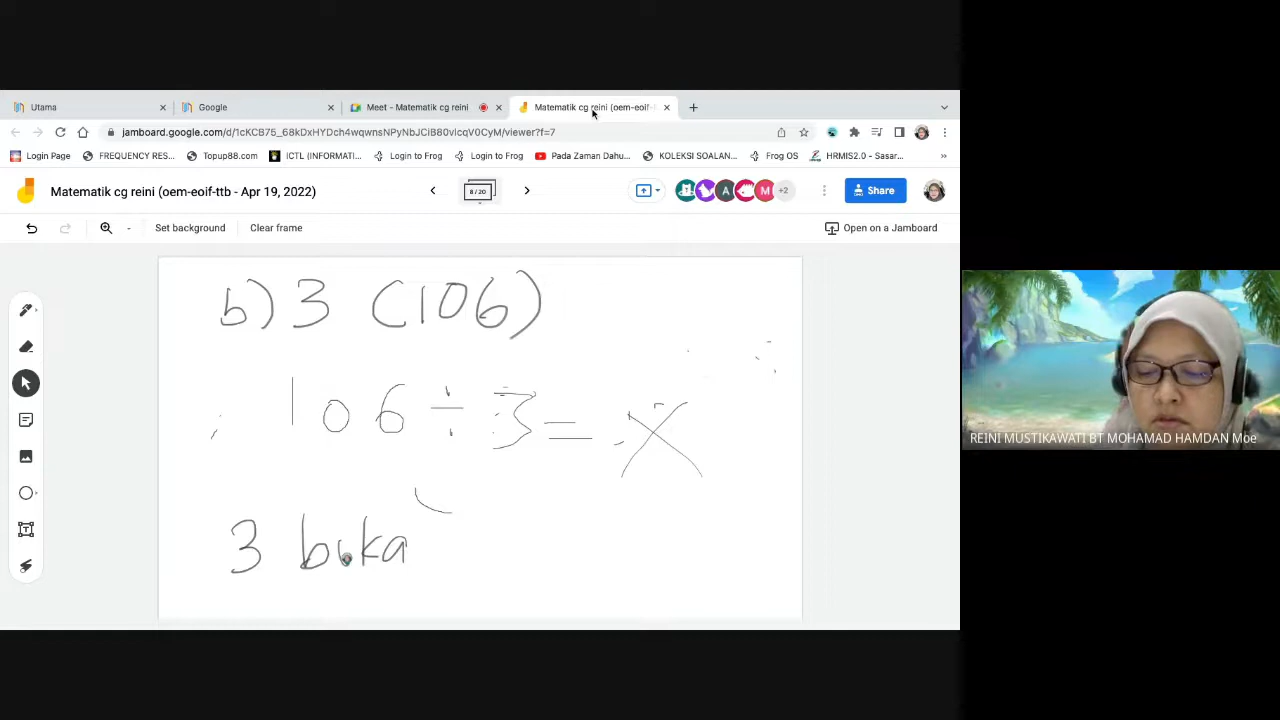 Utama
Google
Meet - Matematik cg reini
Matematik cg reini (oem-eoif-t
jamboard.google.com/d/1cKCB75_68kDxHYDch4wqwnsNPyNbJCiB80vIcqV0CyM/viewer?f=7
Login Page
FREQUENCY RES...
Topup88.com
ICTL (INFORMATI...
Login to Frog
Login to Frog
Pada Zaman Dahu...
KOLEKSI SOALAN...
Frog OS
HRMIS2.0 - Sasar...
Matematik cg reini (oem-eoif-ttb - Apr 19, 2022)
8 / 20
A
M
+2
Share
Set background
Clear frame
Open on a Jamboard
b) 3 (106)
106 ÷ 3 = X
3 buka
REINI MUSTIKAWATI BT MOHAMAD HAMDAN Moe